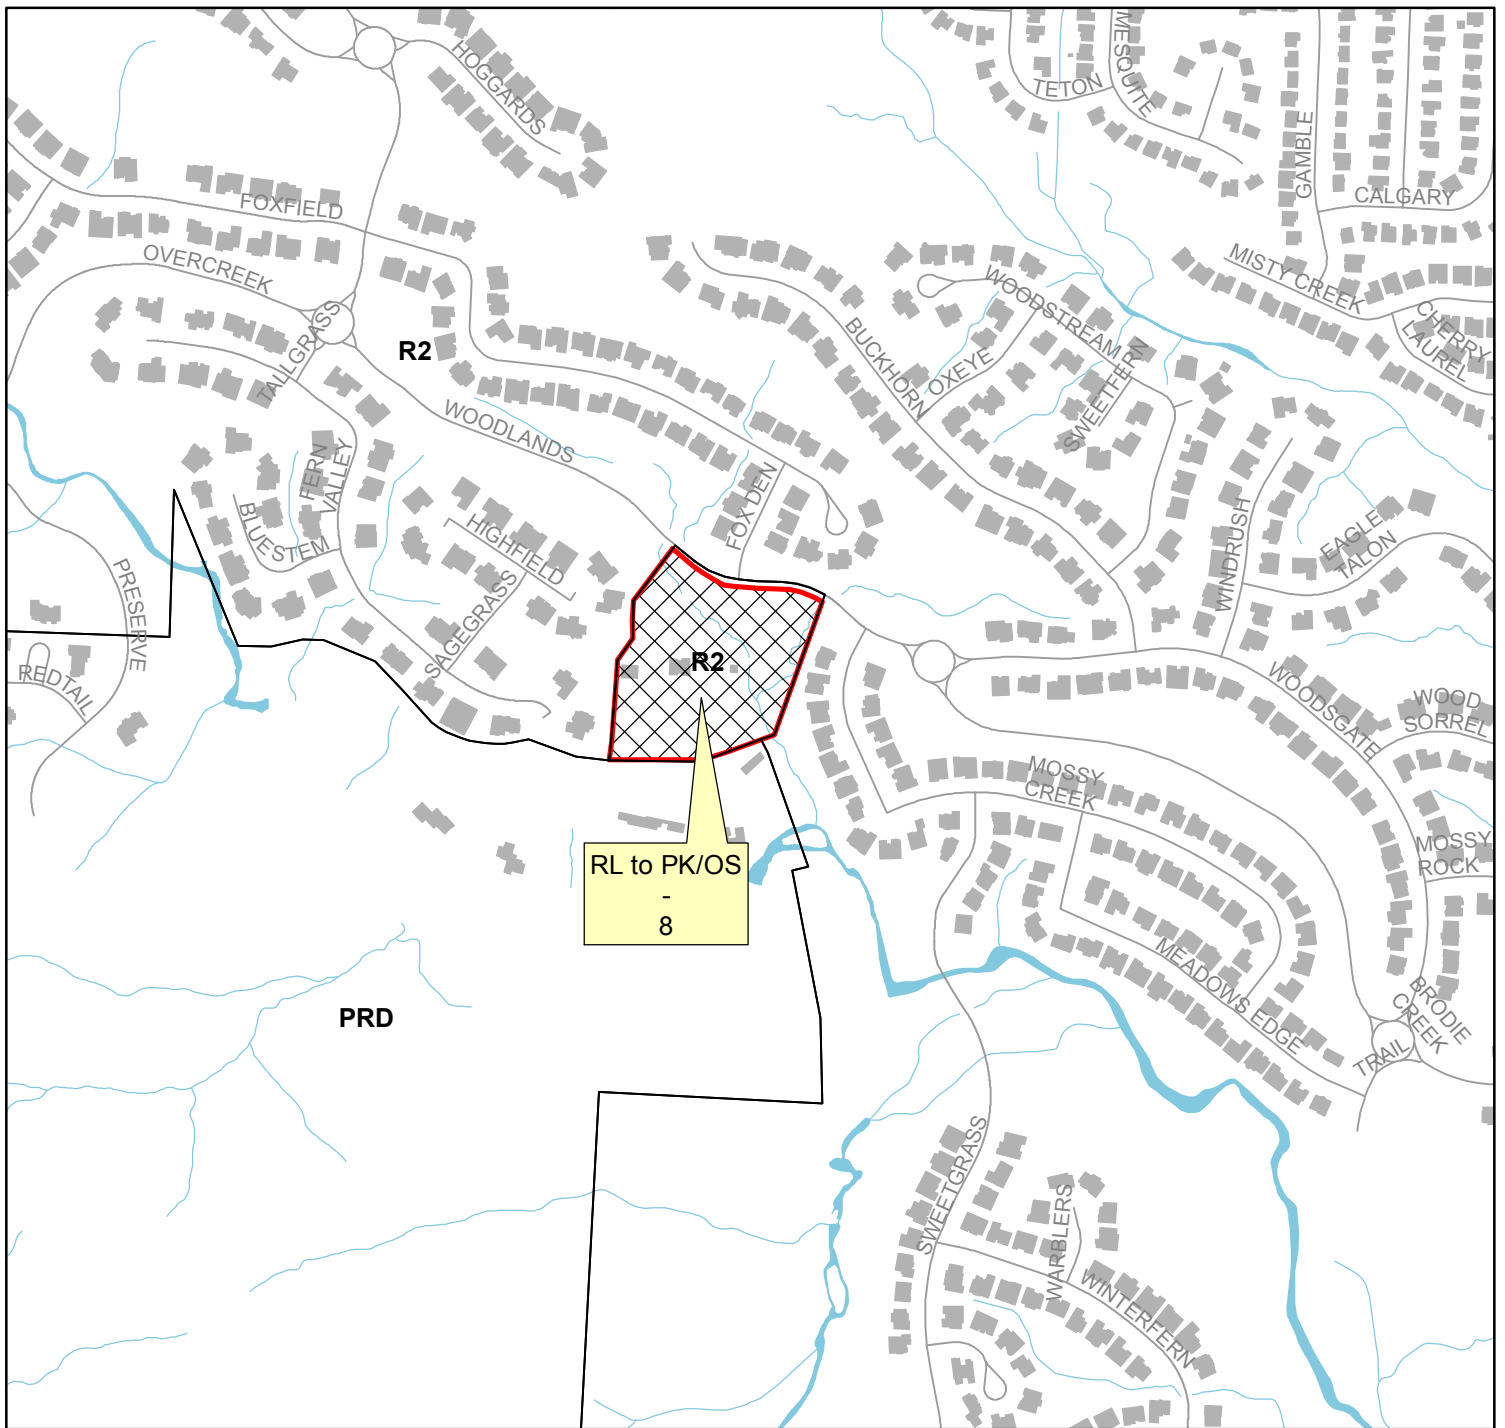 HOGGARDS
MESQUITE
TETON
GAMBLE
CALGARY
FOXFIELD
OVERCREEK
TALLGRASS
R2
WOODLANDS
BUCKHORN
OXEYE
WOODSTREAM
SWEETFERN
MISTY CREEK
CHERRY
LAUREL
FERN
VALLEY
BLUESTEM
HIGHFIELD
SAGEGRASS
FOX DEN
WINDRUSH
EAGLE
TALON
PRESERVE
REDTAIL
R2
WOODSGATE
WOOD
SORREL
MOSSY
CREEK
MOSSY
ROCK
RL to PK/OS
-
8
MEADOWS EDGE
BRODIE
CREEK
TRAIL
PRD
SWEETGRASS
WARBLERS
WINTERFERN